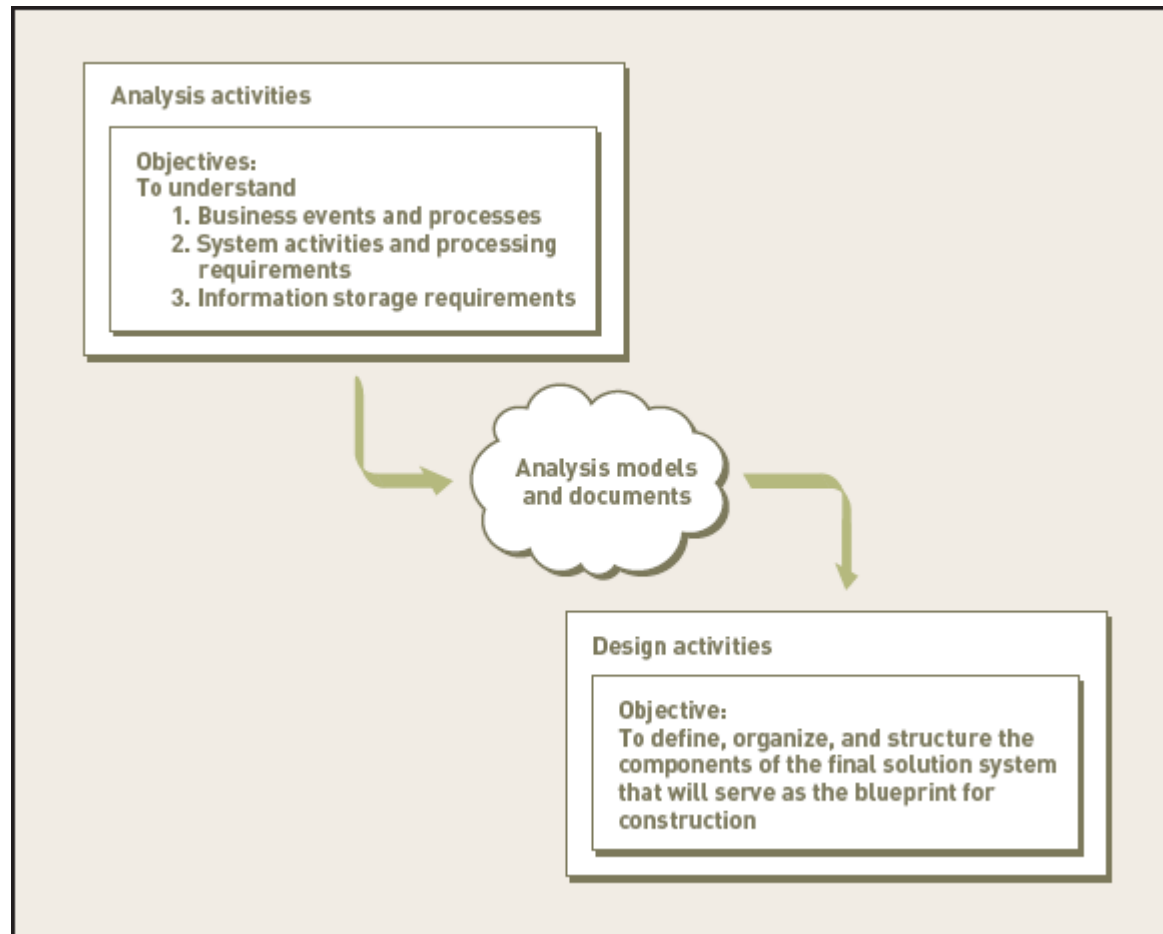 Analysis activities
Objectives:
To understand
1. Business events and processes
2. System activities and processing
requirements
3. Information storage requirements
Analysis models
and documents
Design activities
Objective:
To define, organize, and structure the
components of the final solution system
that will serve as the blueprint for
construction